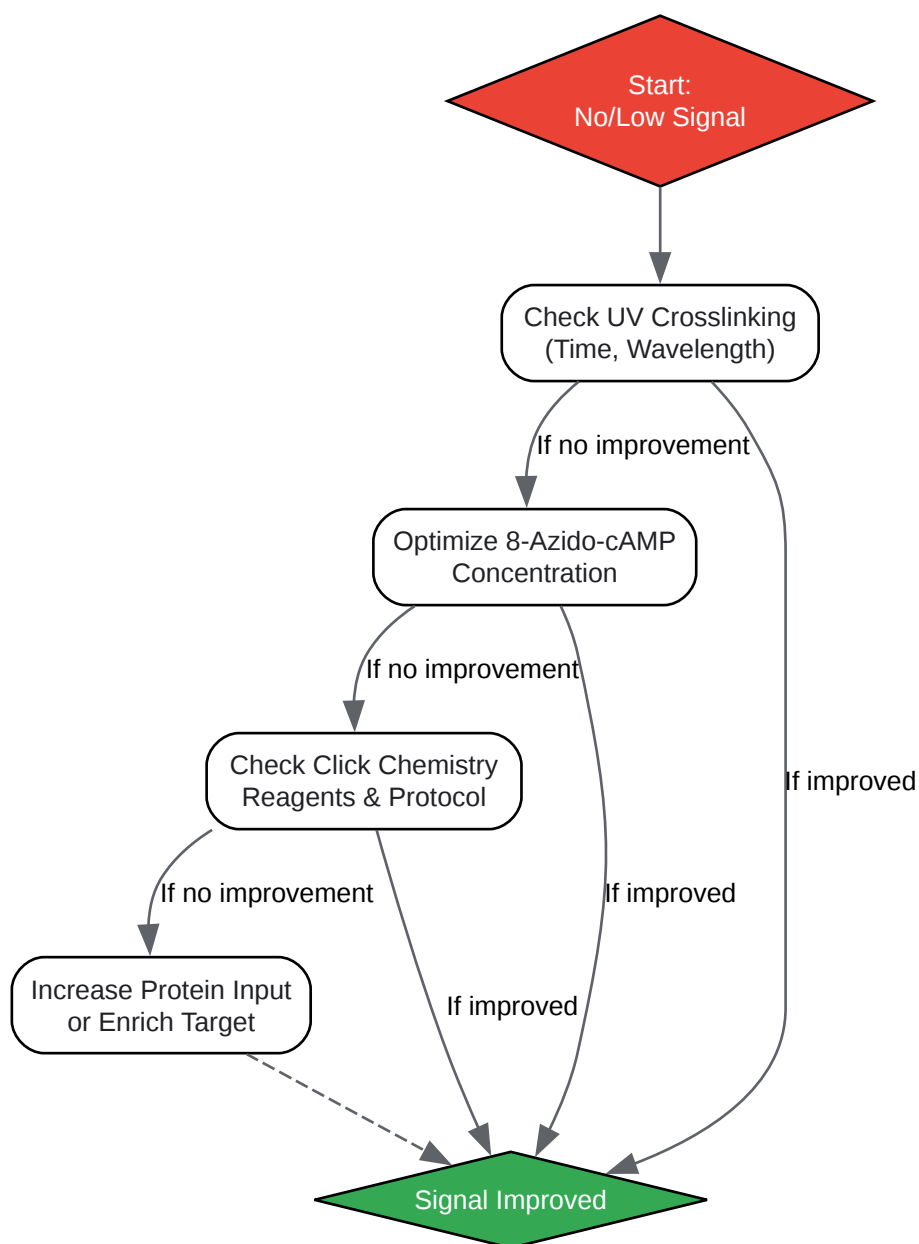 Start:
No/Low Signal
Check UV Crosslinking
(Time, Wavelength)
If no improvement
Optimize 8-Azido-cAMP
Concentration
If no improvement
If improved
Check Click Chemistry
Reagents & Protocol
If no improvement
If improved
If improved
Increase Protein Input
or Enrich Target
Signal Improved